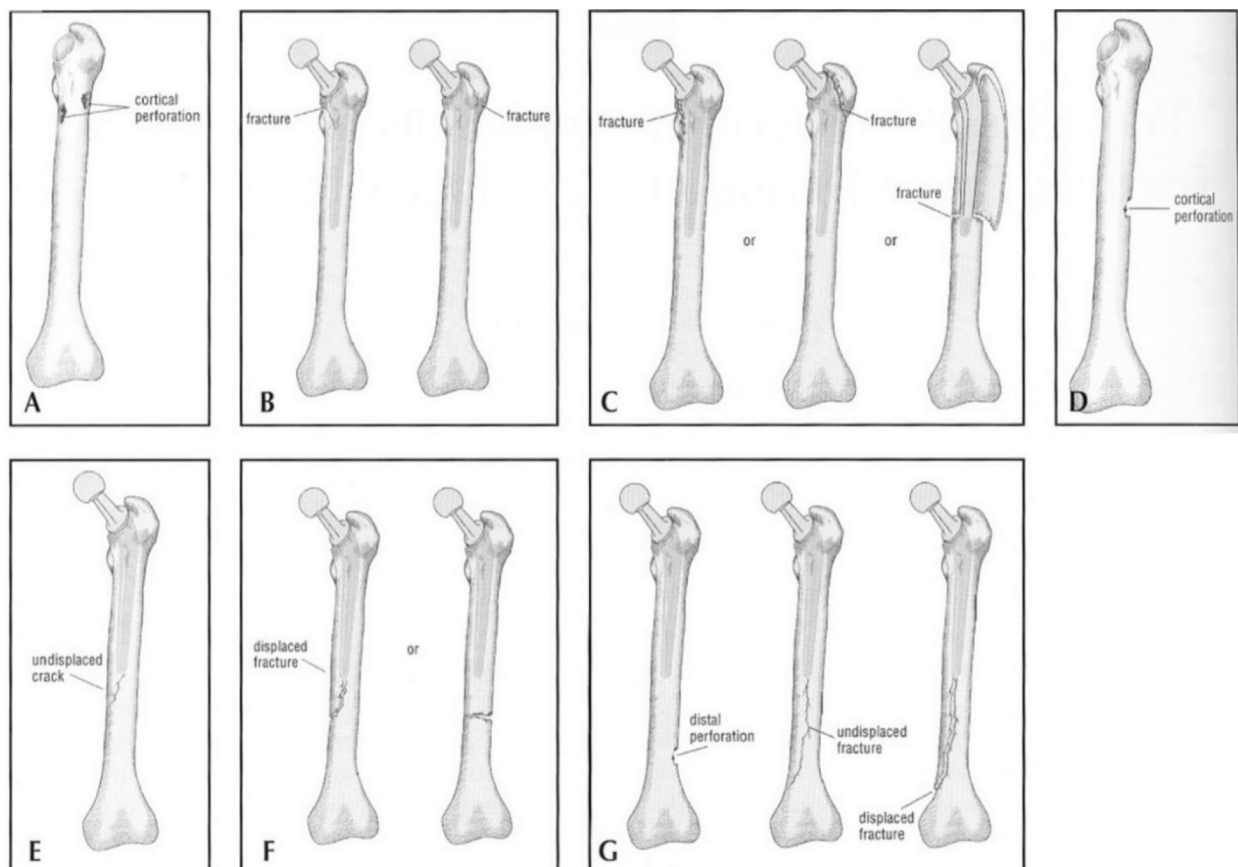 cortical
perforation
A
fracture
fracture
B
fracture
fracture
fracture
or
or
C
cortical
perforation
D
undisplaced
crack
E
displaced
fracture
or
F
distal
perforation
undisplaced
fracture
displaced
fracture
G